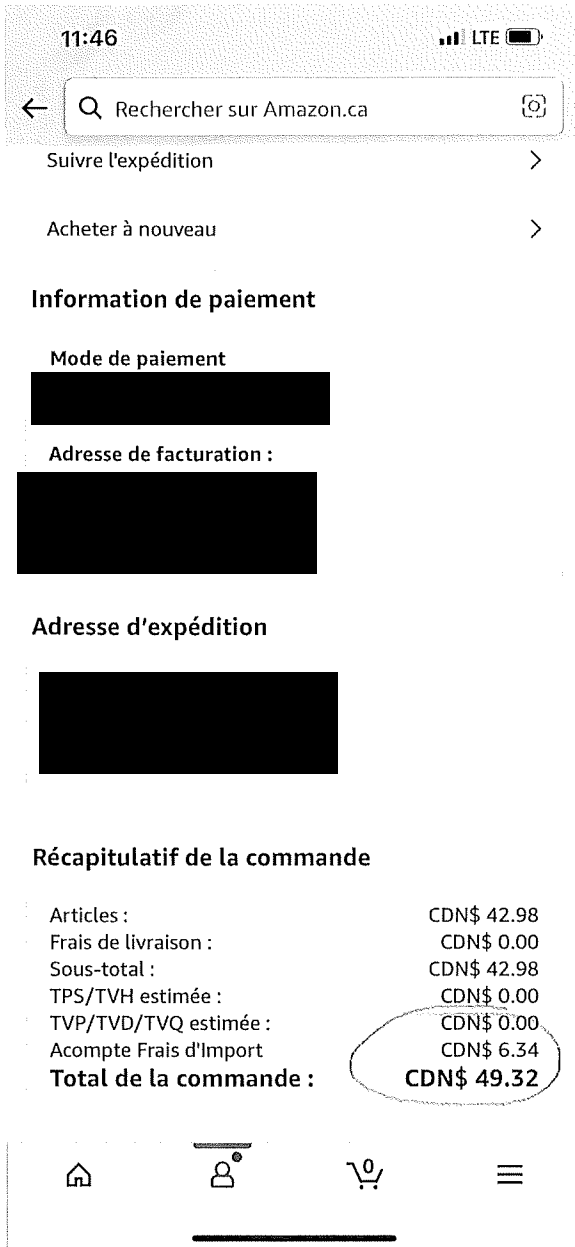 11:46 LTE
Rechercher sur Amazon.ca
Suivre l'expédition
Acheter à nouveau
Information de paiement
Mode de paiement
Adresse de facturation :
Adresse d'expédition
Récapitulatif de la commande
Articles : CDN$ 42.98
Frais de livraison : CDN$ 0.00
Sous-total : CDN$ 42.98
TPS/TVH estimée : CDN$ 0.00
TVP/TVD/TVQ estimée : CDN$ 0.00
Acompte Frais d'Import CDN$ 6.34
Total de la commande : CDN$ 49.32
0